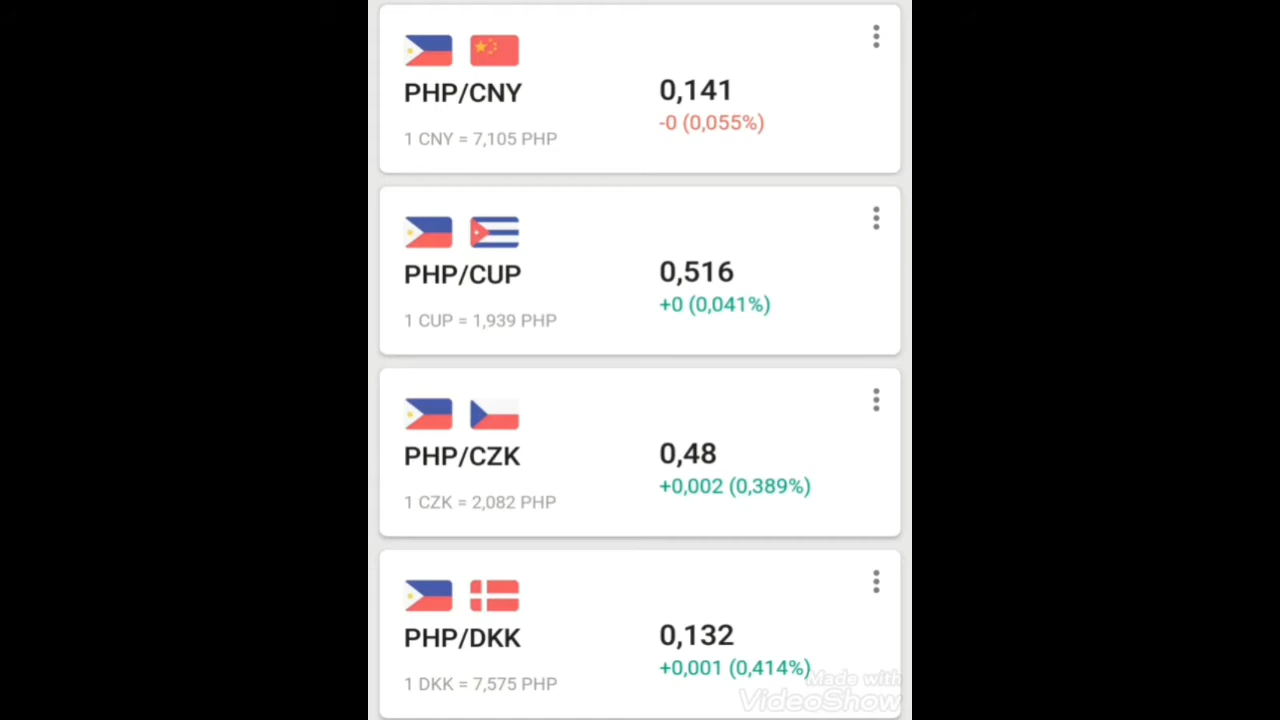 PHP/CNY
0,141
-0 (0,055%)
1 CNY = 7,105 PHP
PHP/CUP
0,516
+0 (0,041%)
1 CUP = 1,939 PHP
PHP/CZK
0,48
+0,002 (0,389%)
1 CZK = 2,082 PHP
PHP/DKK
0,132
+0,001 (0,414%)
1 DKK = 7,575 PHP
Made with
VideoShow